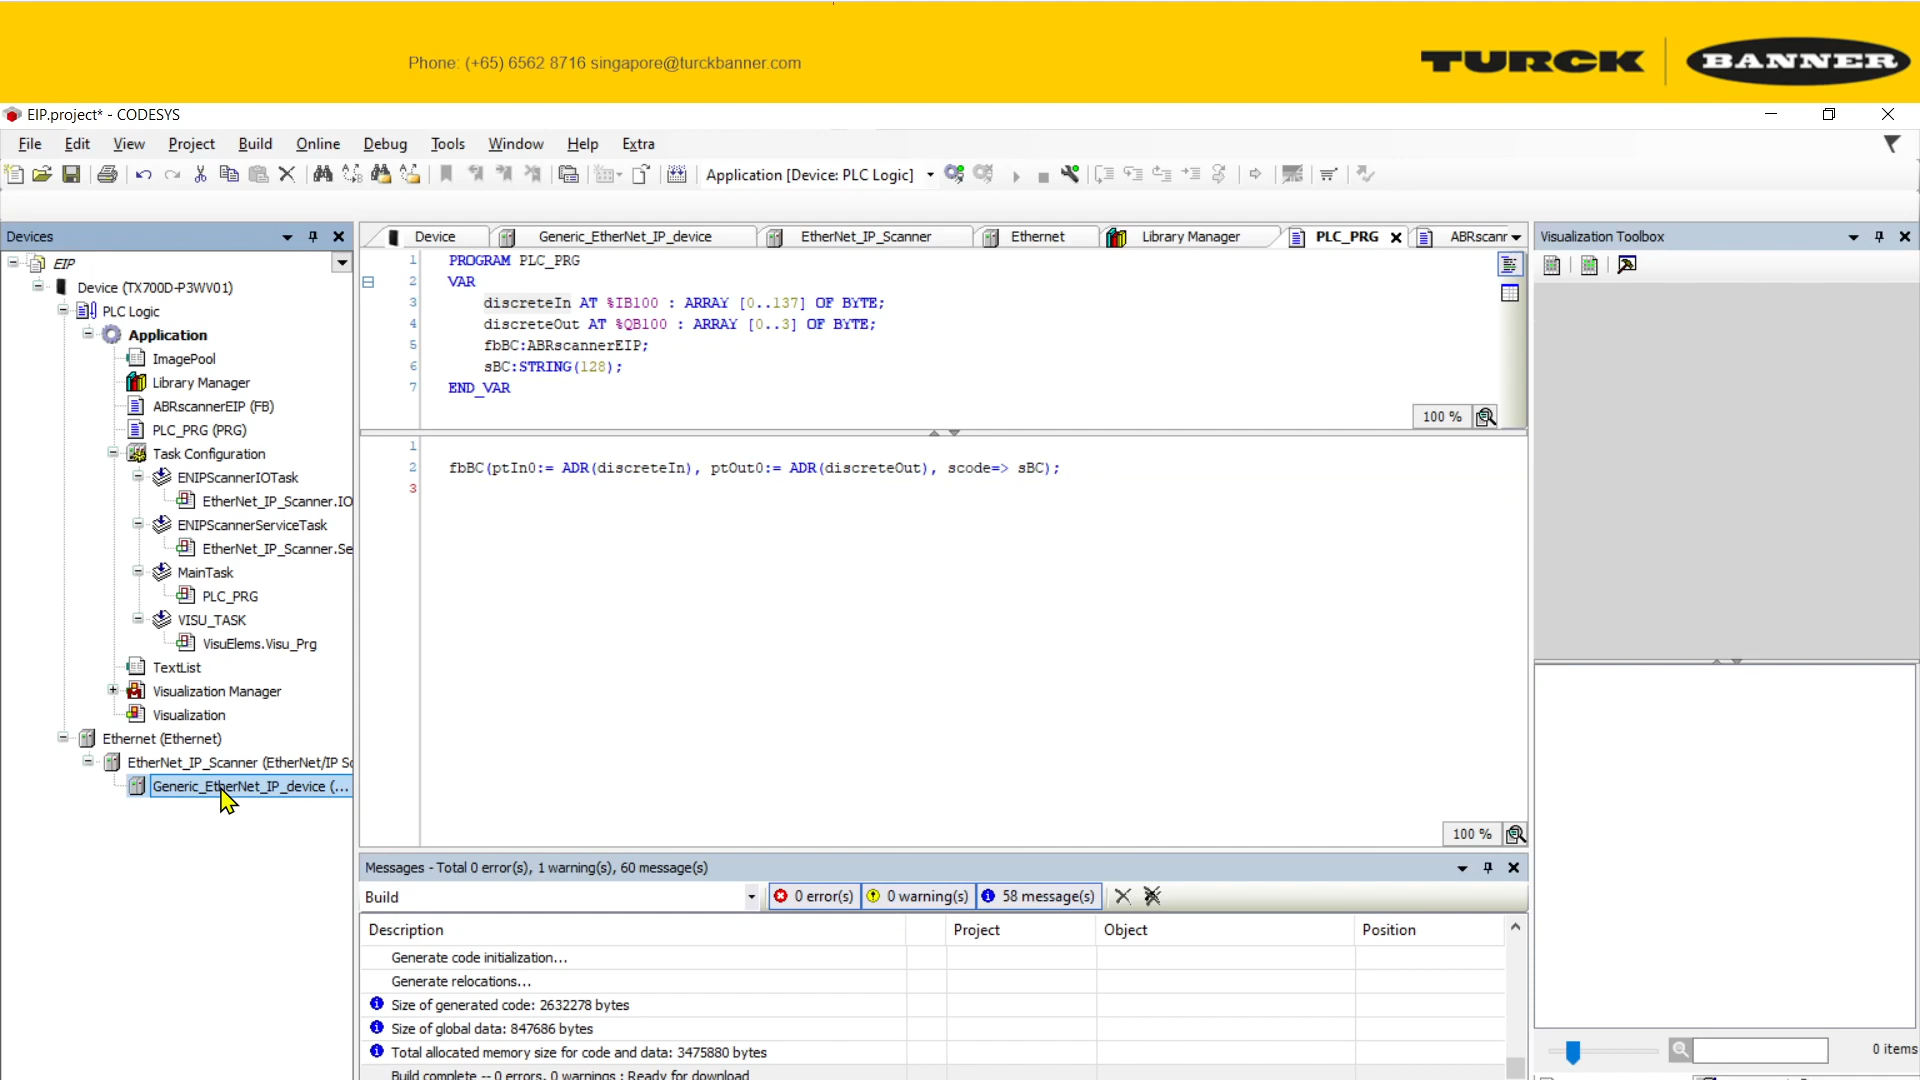 Phone: (+65) 6562 8716 singapore@turckbanner.com
TURCK
BANNER
EIP.project* - CODESYS
File Edit View Project Build Online Debug Tools Window Help Extra
Application [Device: PLC Logic]
Devices
EIP
Device (TX700D-P3WV01)
PLC Logic
Application
ImagePool
Library Manager
ABRscannerEIP (FB)
PLC_PRG (PRG)
Task Configuration
ENIPScannerIOTask
EtherNet_IP_Scanner.IO
ENIPScannerServiceTask
EtherNet_IP_Scanner.Se
MainTask
PLC_PRG
VISU_TASK
VisuElems.Visu_Prg
TextList
Visualization Manager
Visualization
Ethernet (Ethernet)
EtherNet_IP_Scanner (EtherNet/IP Sc
Generic_EtherNet_IP_device (...
Device Generic_EtherNet_IP_device EtherNet_IP_Scanner Ethernet Library Manager PLC_PRG ABRscanr
1 PROGRAM PLC_PRG
2 VAR
3 discreteIn AT %IB100 : ARRAY [0..137] OF BYTE;
4 discreteOut AT %QB100 : ARRAY [0..3] OF BYTE;
5 fbBC:ABRscannerEIP;
6 sBC:STRING(128);
7 END_VAR
100 %
1
2 fbBC(ptIn0:= ADR(discreteIn), ptOut0:= ADR(discreteOut), scode=> sBC);
3
100 %
Messages - Total 0 error(s), 1 warning(s), 60 message(s)
Build 0 error(s) 0 warning(s) 58 message(s)
Description Project Object Position
Generate code initialization...
Generate relocations...
Size of generated code: 2632278 bytes
Size of global data: 847686 bytes
Total allocated memory size for code and data: 3475880 bytes
Build complete -- 0 errors, 0 warnings : Ready for download
Visualization Toolbox
0 items